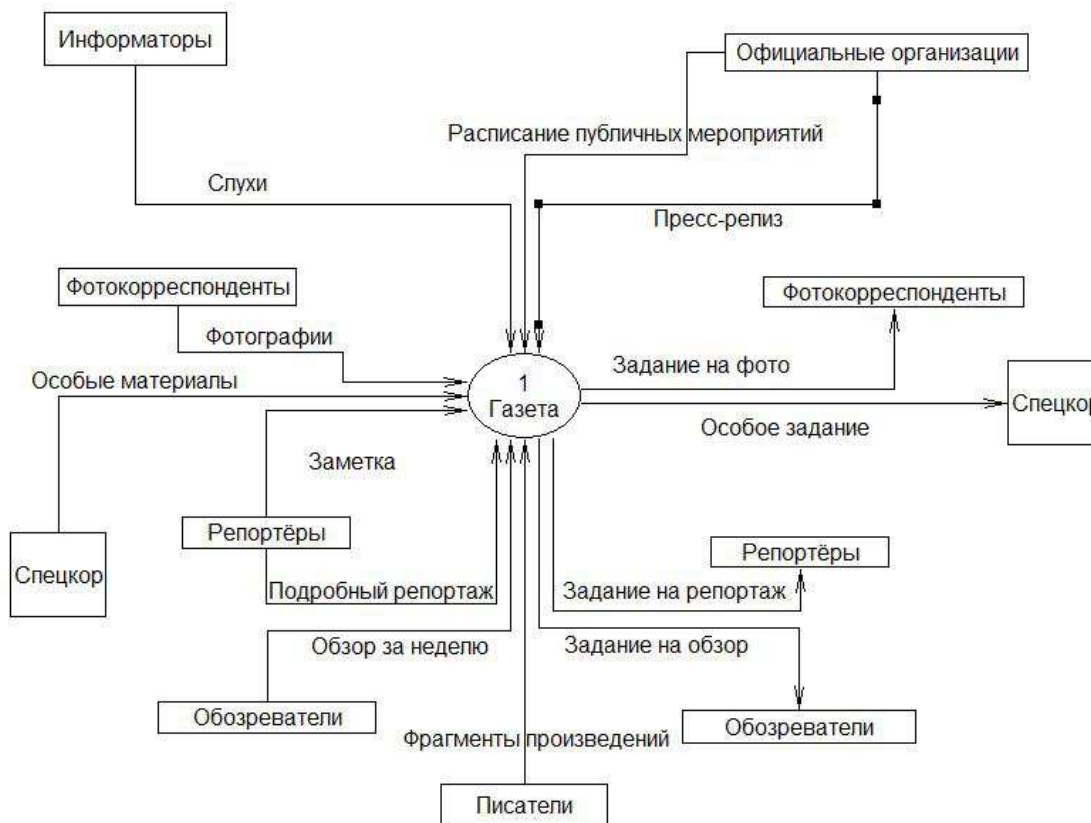 Информаторы
Официальные организации
Расписание публичных мероприятий
Слухи
Пресс-релиз
Фотокорреспонденты
Фотокорреспонденты
Фотографии
Задание на фото
Особые материалы
1
Газета
Спецкор
Особое задание
Заметка
Репортёры
Спецкор
Репортёры
Подробный репортаж
Задание на репортаж
Обзор за неделю
Задание на обзор
Обозреватели
Обозреватели
Фрагменты произведений
Писатели